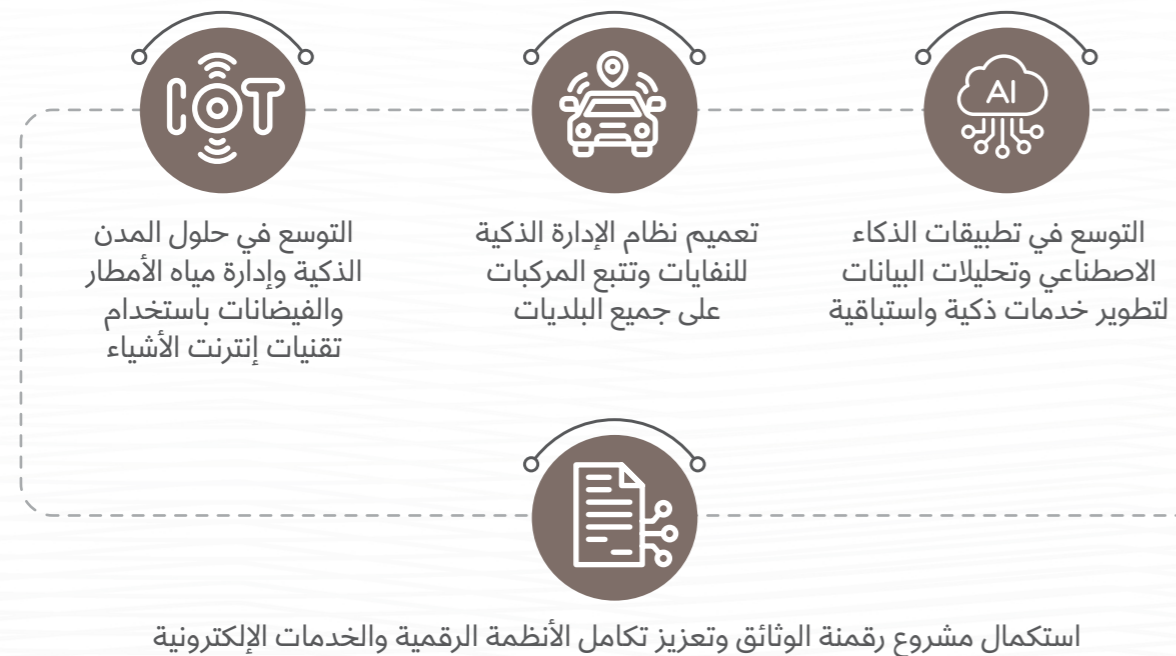 AI
التوسع في تطبيقات الذكاء
الاصطناعي وتحليلات البيانات
لتطوير خدمات ذكية واستباقية
تعميم نظام الإدارة الذكية
للنفايات وتتبع المركبات
على جميع البلديات
IOT
التوسع في حلول المدن
الذكية وإدارة مياه الأمطار
والفيضانات باستخدام
تقنيات إنترنت الأشياء
استكمال مشروع رقمنة الوثائق وتعزيز تكامل الأنظمة الرقمية والخدمات الإلكترونية